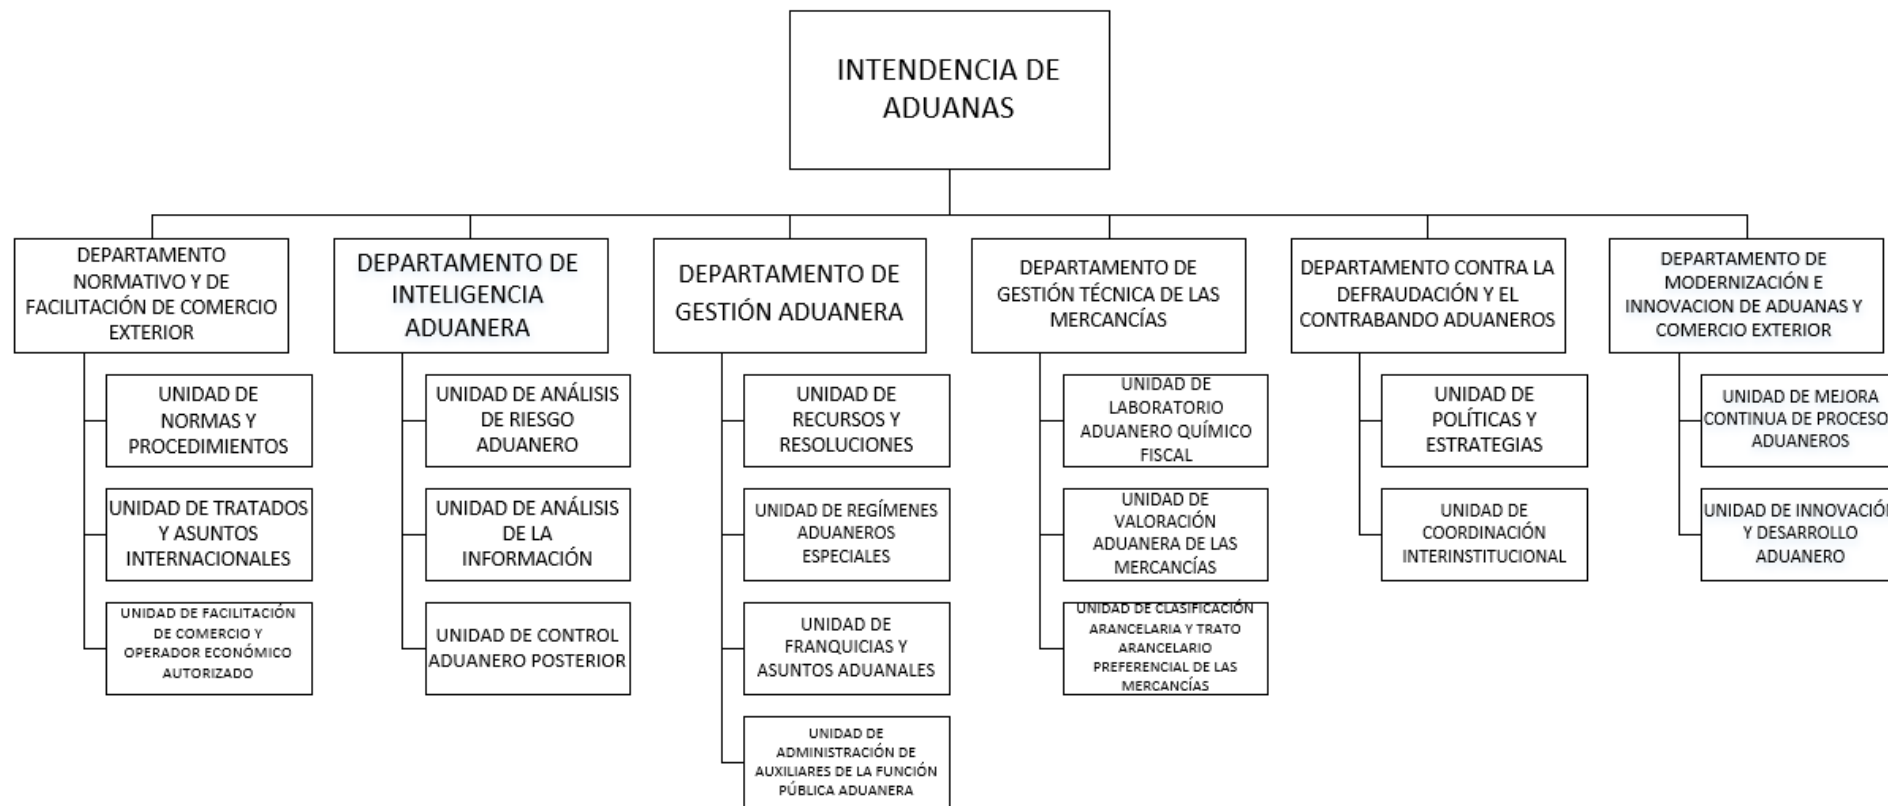 INTENDENCIA DE
ADUANAS
DEPARTAMENTO
NORMATIVO Y DE
FACILITACIÓN DE COMERCIO
EXTERIOR
UNIDAD DE
NORMAS Y
PROCEDIMIENTOS
UNIDAD DE TRATADOS
Y ASUNTOS
INTERNACIONALES
UNIDAD DE FACILITACIÓN
DE COMERCIO Y
OPERADOR ECONÓMICO
AUTORIZADO
DEPARTAMENTO DE
INTELIGENCIA
ADUANERA
UNIDAD DE ANÁLISIS
DE RIESGO
ADUANERO
UNIDAD DE ANÁLISIS
DE LA
INFORMACIÓN
UNIDAD DE CONTROL
ADUANERO POSTERIOR
DEPARTAMENTO DE
GESTIÓN ADUANERA
UNIDAD DE
RECURSOS Y
RESOLUCIONES
UNIDAD DE REGÍMENES
ADUANEROS
ESPECIALES
UNIDAD DE
FRANQUICIAS Y
ASUNTOS ADUANALES
UNIDAD DE
ADMINISTRACIÓN DE
AUXILIARES DE LA FUNCIÓN
PÚBLICA ADUANERA
DEPARTAMENTO DE
GESTIÓN TÉCNICA DE LAS
MERCANCÍAS
UNIDAD DE
LABORATORIO
ADUANERO QUÍMICO
FISCAL
UNIDAD DE
VALORACIÓN
ADUANERA DE LAS
MERCANCÍAS
UNIDAD DE CLASIFICACIÓN
ARANCELARIA Y TRATO
ARANCELARIO
PREFERENCIAL DE LAS
MERCANCÍAS
DEPARTAMENTO CONTRA LA
DEFRAUDACIÓN Y EL
CONTRABANDO ADUANEROS
UNIDAD DE
POLÍTICAS Y
ESTRATEGIAS
UNIDAD DE
COORDINACIÓN
INTERINSTITUCIONAL
DEPARTAMENTO DE
MODERNIZACIÓN E
INNOVACION DE ADUANAS Y
COMERCIO EXTERIOR
UNIDAD DE MEJORA
CONTINUA DE PROCESO
ADUANEROS
UNIDAD DE INNOVACIÓN
Y DESARROLLO
ADUANERO